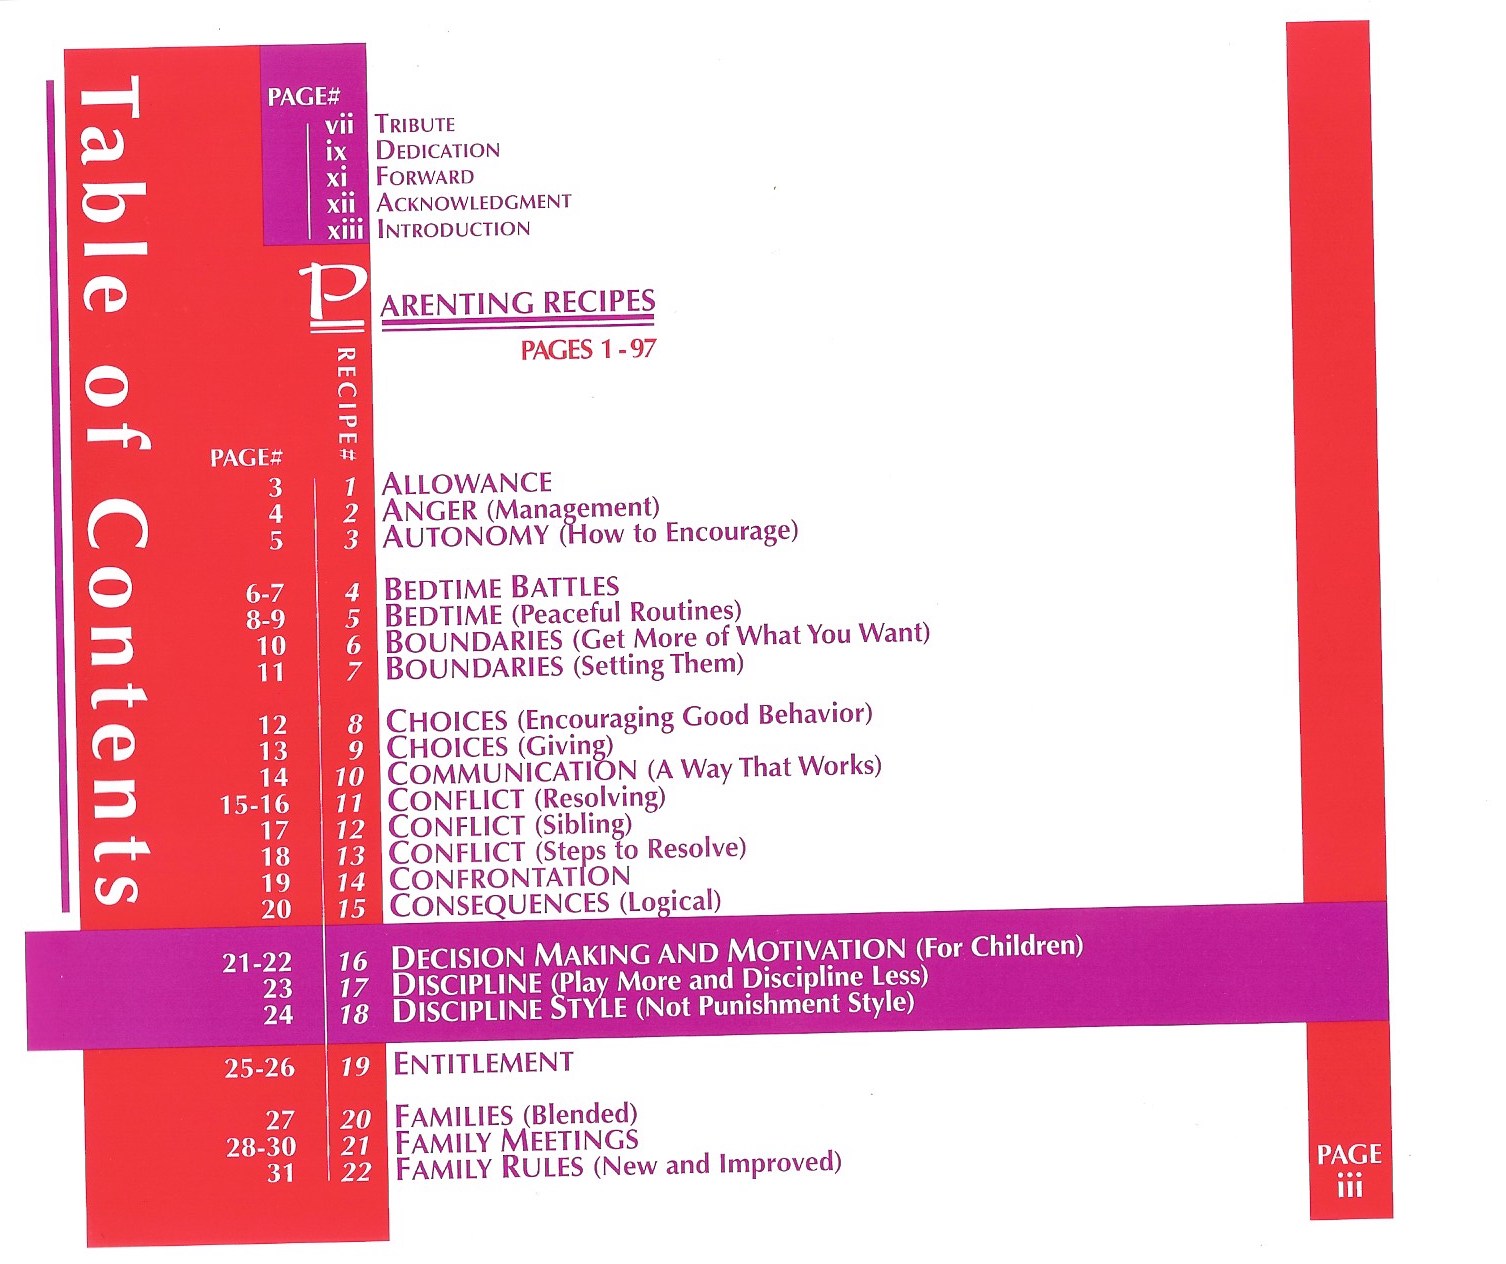 Table of Contents
PAGE#
vii TRIBUTE
ix DEDICATION
xi FORWARD
xii ACKNOWLEDGMENT
xiii INTRODUCTION
PARENTING RECIPES
PAGES 1 - 97
PAGE# RECIPE#
3 1 ALLOWANCE
4 2 ANGER (Management)
5 3 AUTONOMY (How to Encourage)
6-7 4 BEDTIME BATTLES
8-9 5 BEDTIME (Peaceful Routines)
10 6 BOUNDARIES (Get More of What You Want)
11 7 BOUNDARIES (Setting Them)
12 8 CHOICES (Encouraging Good Behavior)
13 9 CHOICES (Giving)
14 10 COMMUNICATION (A Way That Works)
15-16 11 CONFLICT (Resolving)
17 12 CONFLICT (Sibling)
18 13 CONFLICT (Steps to Resolve)
19 14 CONFRONTATION
20 15 CONSEQUENCES (Logical)
21-22 16 DECISION MAKING AND MOTIVATION (For Children)
23 17 DISCIPLINE (Play More and Discipline Less)
24 18 DISCIPLINE STYLE (Not Punishment Style)
25-26 19 ENTITLEMENT
27 20 FAMILIES (Blended)
28-30 21 FAMILY MEETINGS
31 22 FAMILY RULES (New and Improved)
PAGE
iii